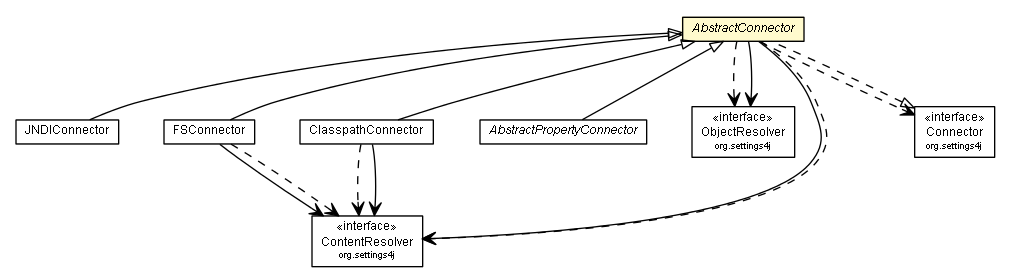 AbstractConnector
JNDIConnector
FSConnector
ClasspathConnector
AbstractPropertyConnector
«interface»
ObjectResolver
org.settings4j
«interface»
Connector
org.settings4j
«interface»
ContentResolver
org.settings4j